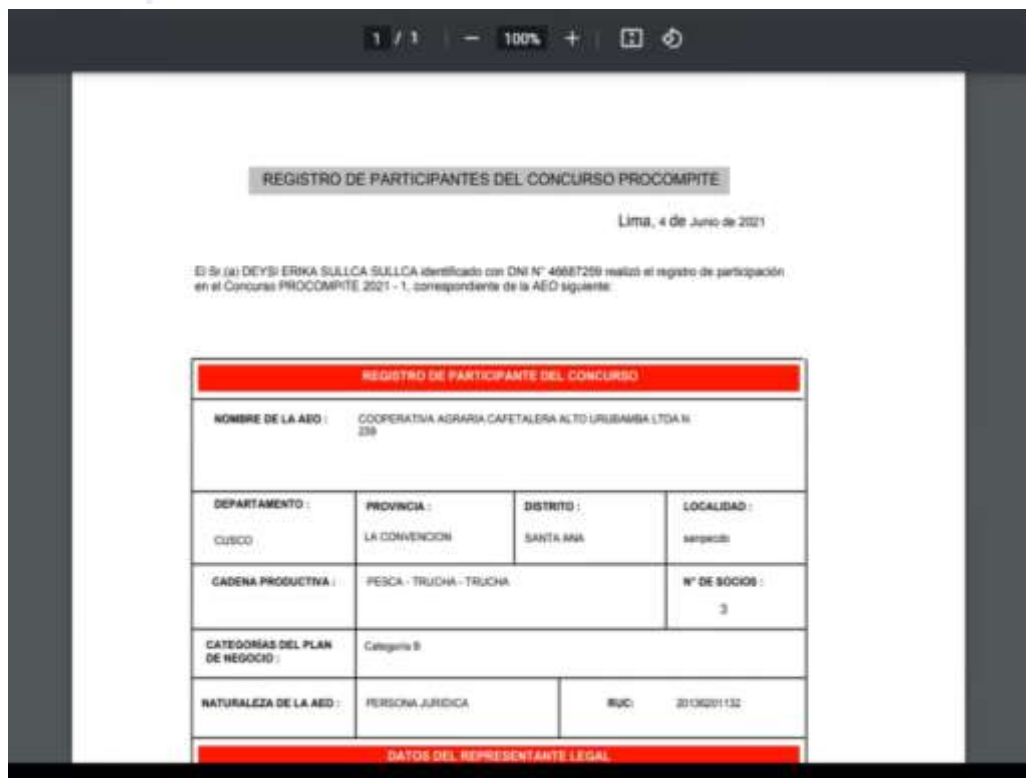 1 / 1 — 100% +
REGISTRO DE PARTICIPANTES DEL CONCURSO PROCOMPITE
Lima, 4 de Junio de 2021
El Sr.(a) DEYSI ERIKA SULLCA SULLCA identificado con DNI N° 46687259 realizó el registro de participación
en el Concurso PROCOMPITE 2021 - 1, correspondiente de la AEO siguiente:
REGISTRO DE PARTICIPANTE DEL CONCURSO
NOMBRE DE LA AEO : COOPERATIVA AGRARIA CAFETALERA ALTO URUBAMBA LTDA N
259
DEPARTAMENTO : PROVINCIA : DISTRITO : LOCALIDAD :
CUSCO LA CONVENCION SANTA ANA
CADENA PRODUCTIVA : PESCA - TRUCHA - TRUCHA N° DE SOCIOS :
3
CATEGORÍAS DEL PLAN Categoria B
DE NEGOCIO :
NATURALEZA DE LA AEO : PERSONA JURIDICA RUC: 20136201132
DATOS DEL REPRESENTANTE LEGAL